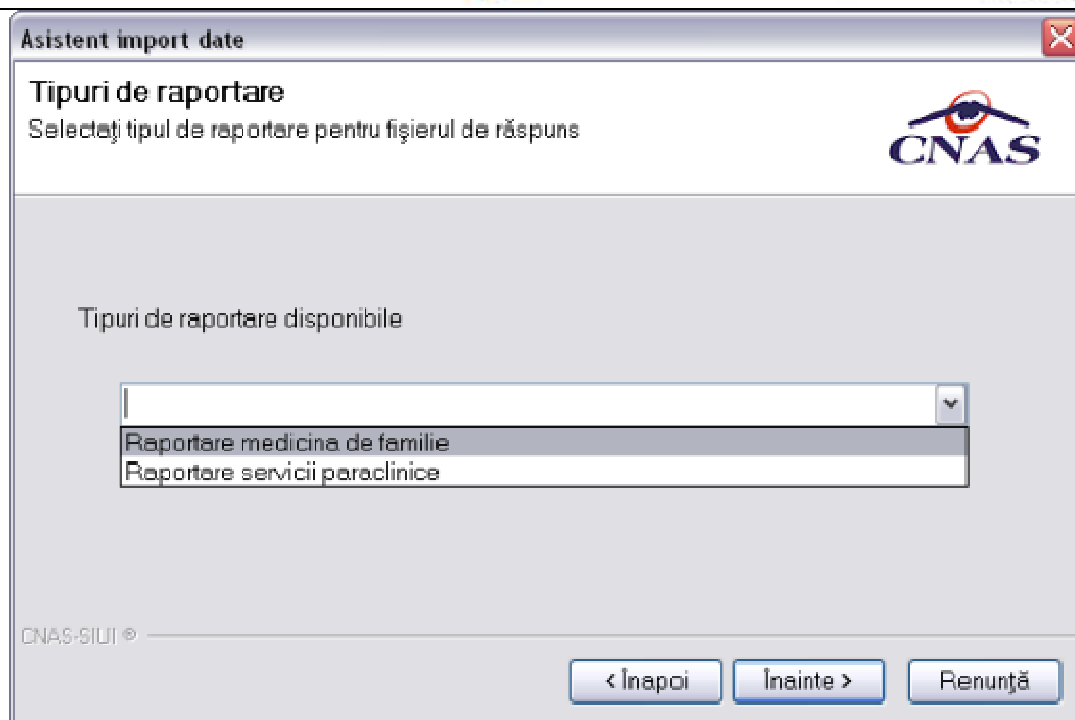 Asistent import date
Tipuri de raportare
Selectaţi tipul de raportare pentru fişierul de răspuns
CNAS
Tipuri de raportare disponibile
Raportare medicina de familie
Raportare servicii paraclinice
CNAS-SIUI ®
< Înapoi
Înainte >
Renunţă